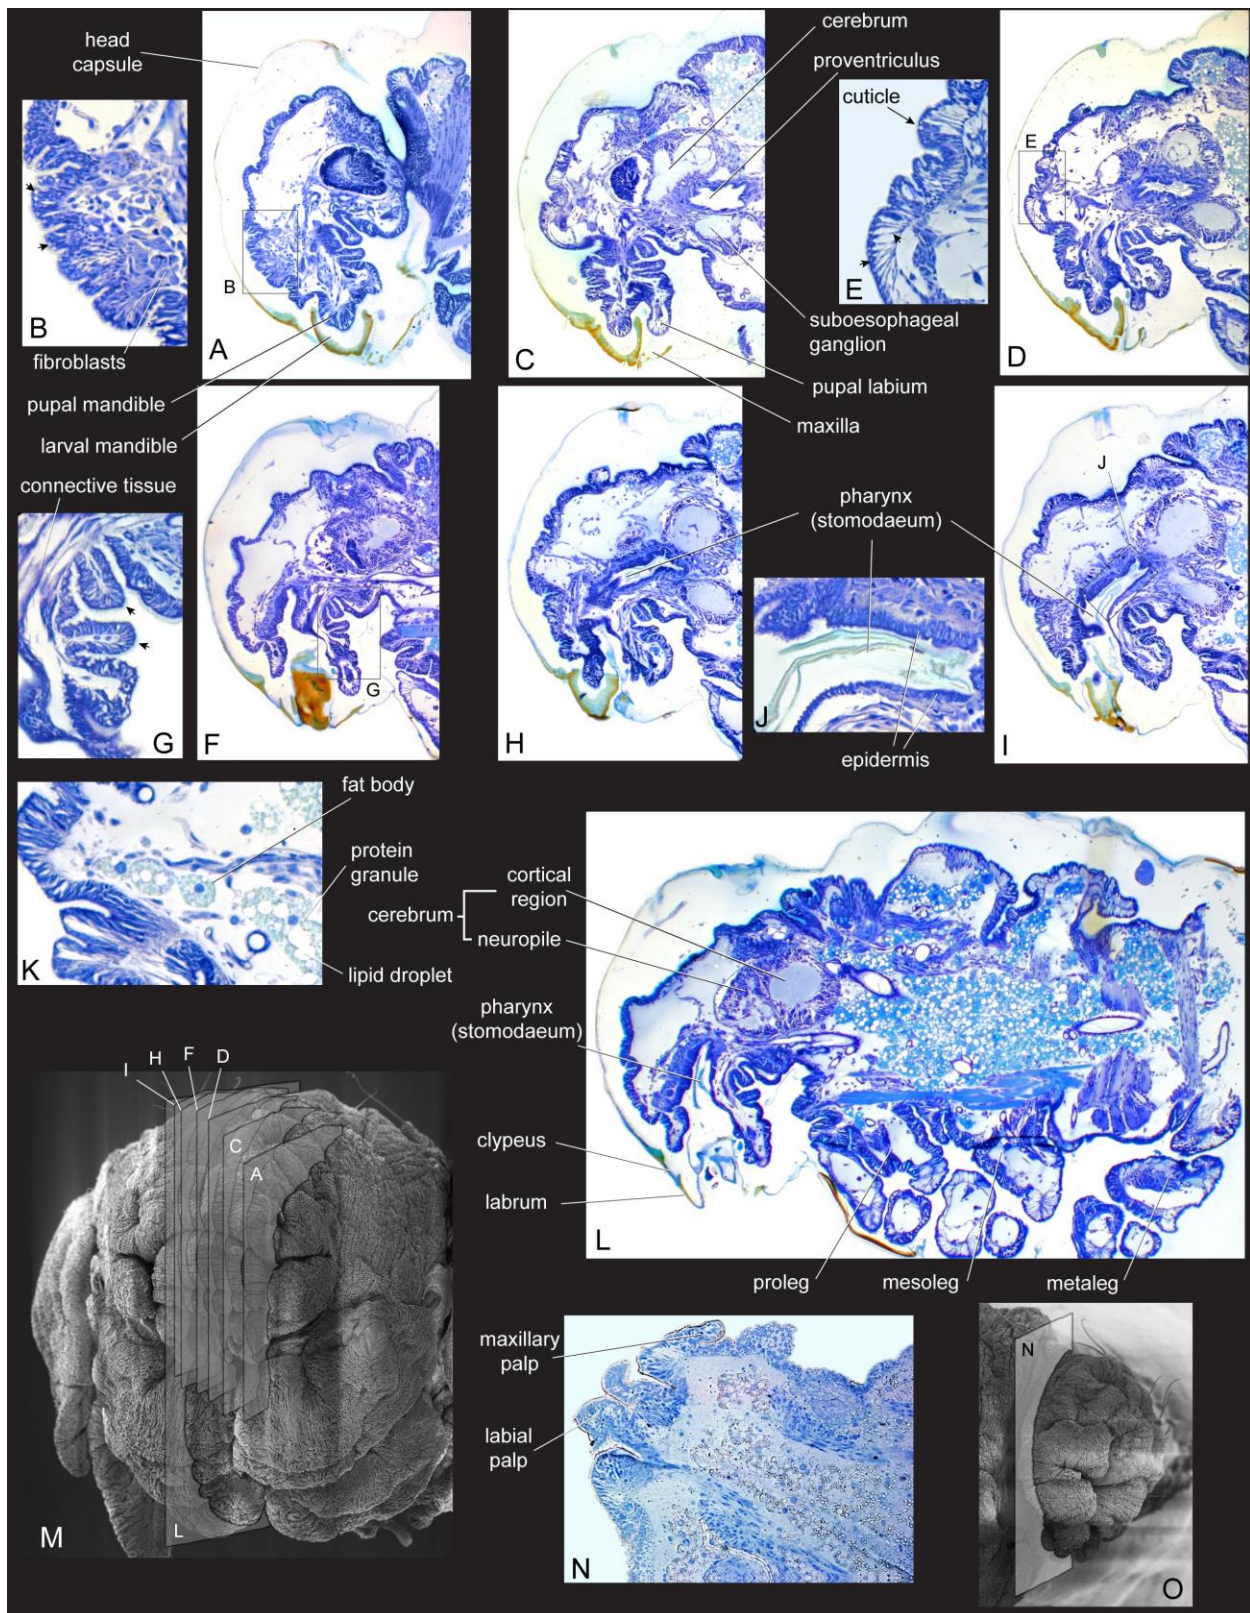 head
capsule
cerebrum
proventriculus
cuticle
E
E
B
B
A
C
E
D
fibroblasts
suboesophageal
ganglion
pupal mandible
pupal labium
larval mandible
maxilla
connective tissue
J
pharynx
(stomodaeum)
G
G
F
H
J
I
epidermis
fat body
protein
granule
cortical
region
cerebrum
neuropile
K
lipid droplet
pharynx
(stomodaeum)
H
F
D
I
C
A
clypeus
labrum
L
proleg
mesoleg
metaleg
maxillary
palp
N
labial
palp
L
M
N
O